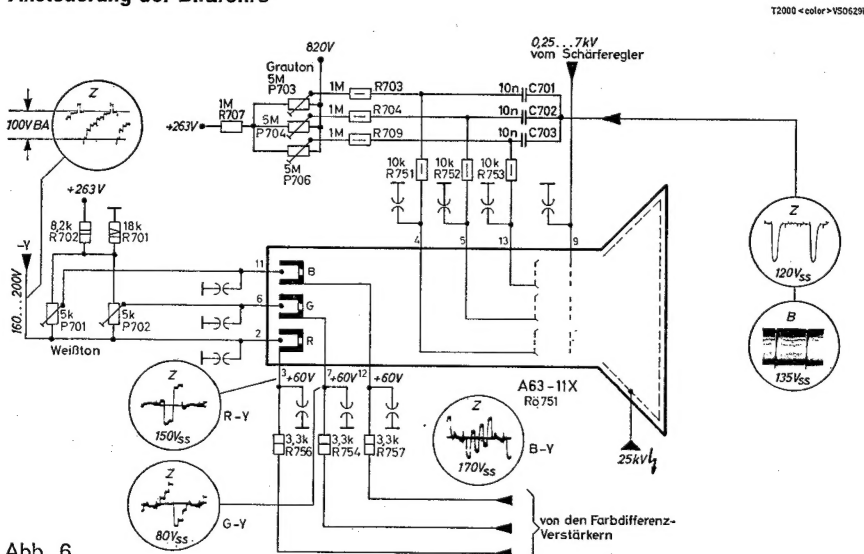 Ansteuerung der Bildröhre
T2000 <color> VS0629
820V
0,25...7kV
vom Schärferegler
Grauton
5M
P703
1M
R703
10n
C701
1M
R707
+263V
5M
P704
1M
R704
10n
C702
1M
R709
10n
C703
5M
P706
Z
100V BA
+263V
8,2k
R702
18k
R701
10k
R751
10k
R752
10k
R753
4
5
13
9
-Y
160...200V
5k
P701
5k
P702
Weißton
11
B
6
G
2
R
Z
120Vss
B
135Vss
3
+60V
7
+60V
12
+60V
A63-11X
Rö751
25kV
Z
150Vss
R-Y
3,3k
R756
3,3k
R754
3,3k
R757
Z
170Vss
B-Y
Z
80Vss
G-Y
von den Farbdifferenz-
Verstärkern
Abb. 6